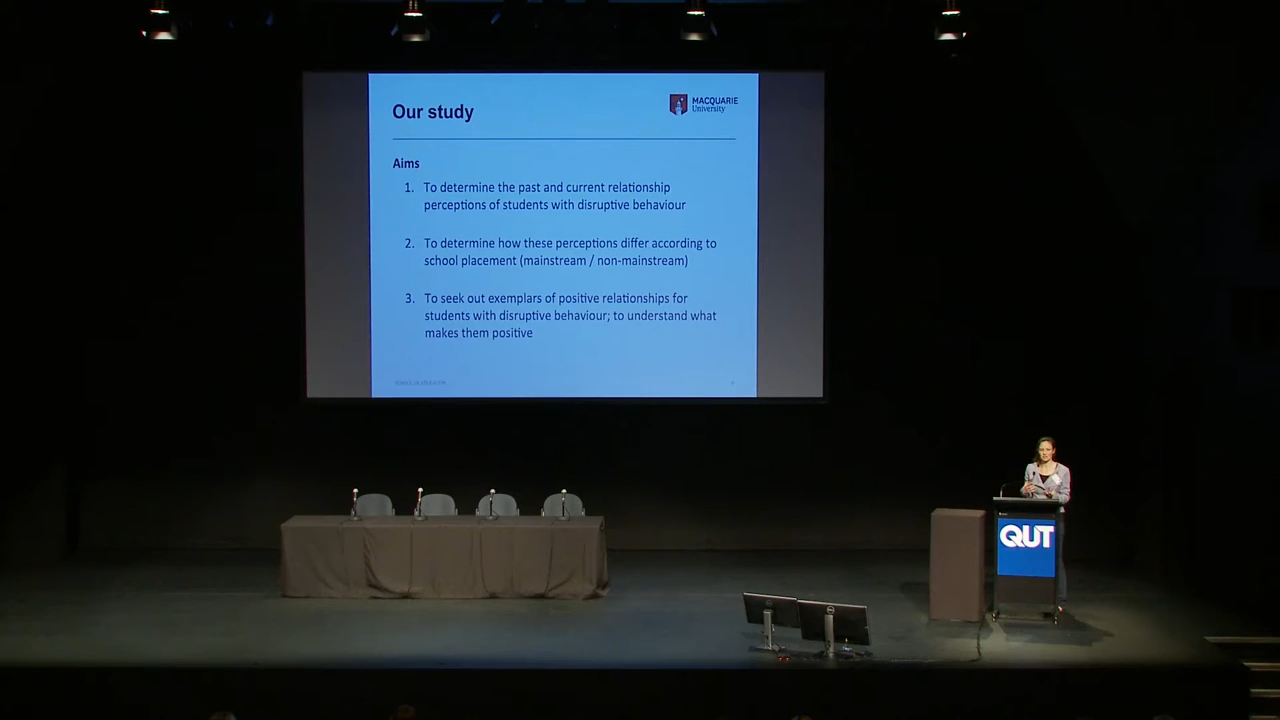 Our study
MACQUARIE
University
Aims
1. To determine the past and current relationship
perceptions of students with disruptive behaviour
2. To determine how these perceptions differ according to
school placement (mainstream / non-mainstream)
3. To seek out exemplars of positive relationships for
students with disruptive behaviour; to understand what
makes them positive
QUT